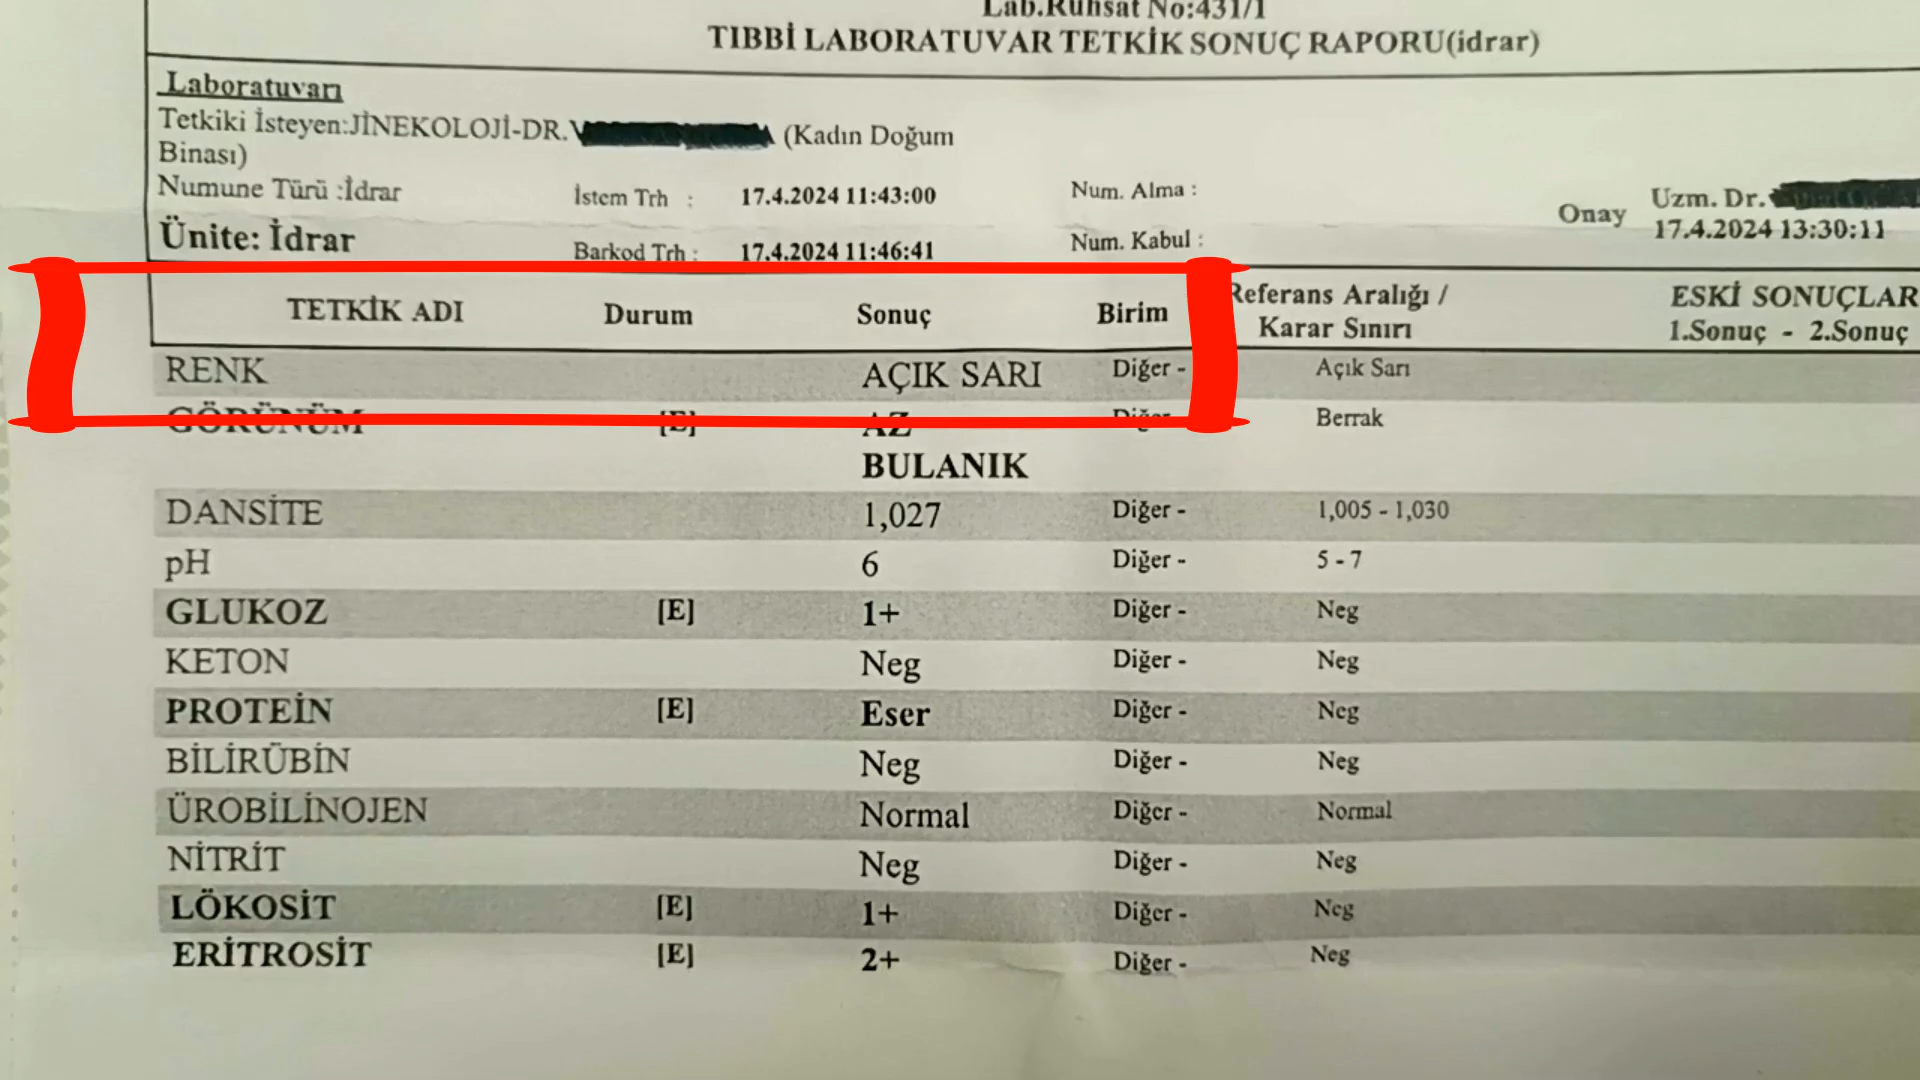 Lab.Ruhsat No:431/1
TIBBİ LABORATUVAR TETKİK SONUÇ RAPORU(idrar)
Laboratuvarı
Tetkiki İsteyen:JİNEKOLOJİ-DR. (Kadın Doğum
Binası)
Numune Türü :İdrar İstem Trh : 17.4.2024 11:43:00 Num. Alma :
Ünite: İdrar Barkod Trh : 17.4.2024 11:46:41 Num. Kabul :
Onay Uzm. Dr.
17.4.2024 13:30:11
TETKİK ADI Durum Sonuç Birim Referans Aralığı / ESKİ SONUÇLAR
Karar Sınırı 1.Sonuç - 2.Sonuç
RENK AÇIK SARI Diğer - Açık Sarı
GÖRÜNÜM [E] AZ Diğer Berrak
BULANIK
DANSİTE 1,027 Diğer - 1,005 - 1,030
pH 6 Diğer - 5 - 7
GLUKOZ [E] 1+ Diğer - Neg
KETON Neg Diğer - Neg
PROTEİN [E] Eser Diğer - Neg
BİLİRÜBİN Neg Diğer - Neg
ÜROBİLİNOJEN Normal Diğer - Normal
NİTRİT Neg Diğer - Neg
LÖKOSİT [E] 1+ Diğer - Neg
ERİTROSİT [E] 2+ Diğer - Neg